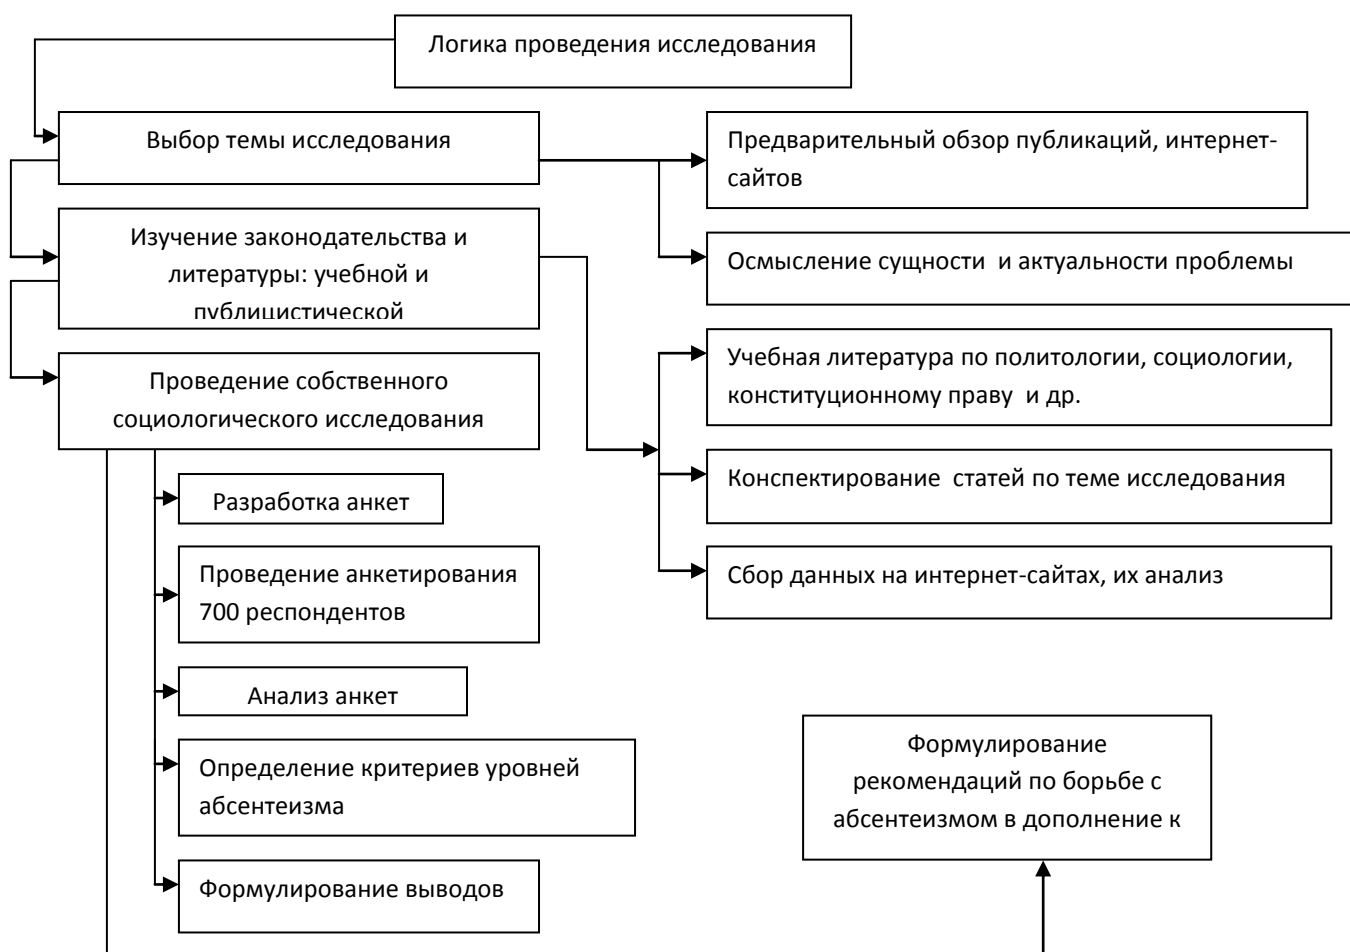 Логика проведения исследования
Выбор темы исследования
Предварительный обзор публикаций, интернет-
сайтов
Осмысление сущности и актуальности проблемы
Изучение законодательства и
литературы: учебной и
публицистической
Учебная литература по политологии, социологии,
конституционному праву и др.
Конспектирование статей по теме исследования
Сбор данных на интернет-сайтах, их анализ
Проведение собственного
социологического исследования
Разработка анкет
Проведение анкетирования
700 респондентов
Анализ анкет
Определение критериев уровней
абсентеизма
Формулирование выводов
Формулирование
рекомендаций по борьбе с
абсентеизмом в дополнение к